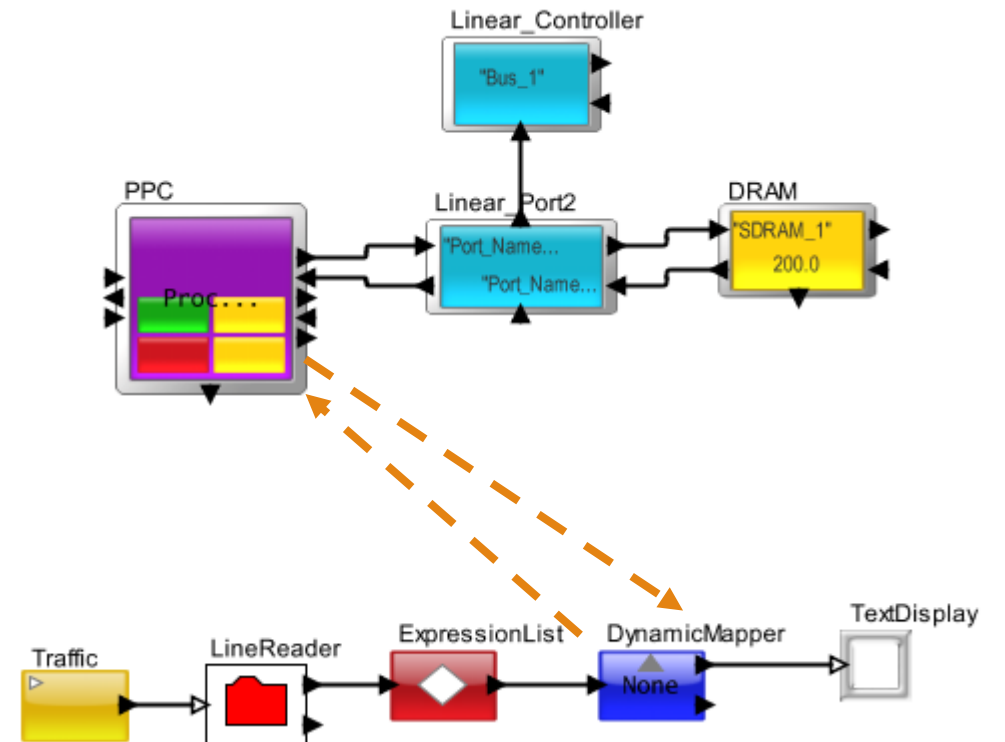 Linear_Controller
"Bus_1"
PPC
Linear_Port2
DRAM
"Port_Name...
"SDRAM_1"
200.0
"Port_Name...
Proc...
ExpressionList
DynamicMapper
TextDisplay
Traffic
LineReader
None